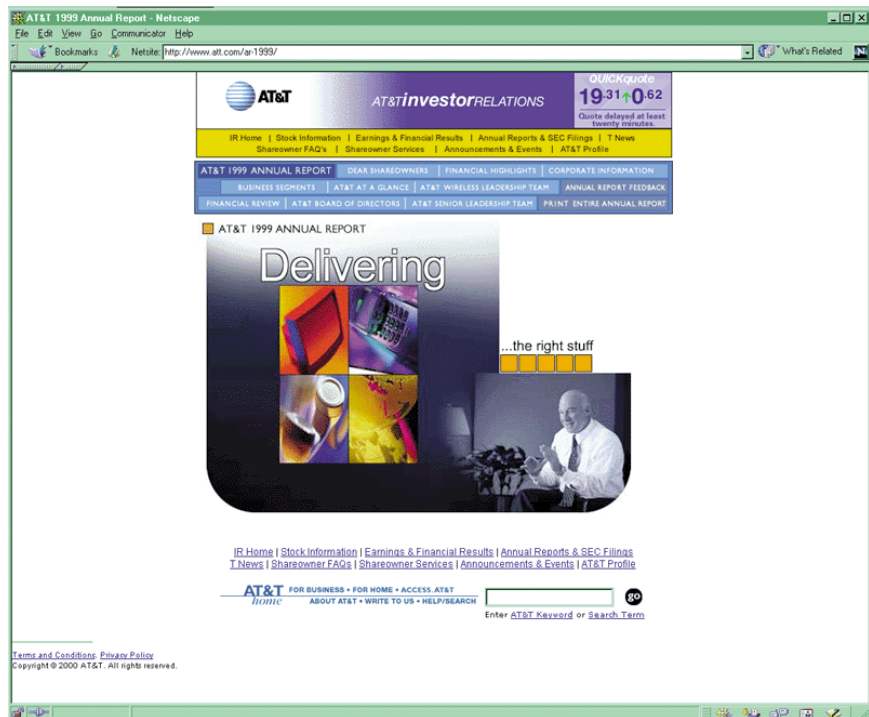 AT&T 1999 Annual Report - Netscape
File Edit View Go Communicator Help
Bookmarks Netsite: http://www.att.com/ar-1999/ What's Related N
AT&T
AT&T investor RELATIONS
QUICKquote
19.31 0.62
Quote delayed at least
twenty minutes.
IR Home | Stock Information | Earnings & Financial Results | Annual Reports & SEC Filings | T News
Shareowner FAQ's | Shareowner Services | Announcements & Events | AT&T Profile
AT&T 1999 ANNUAL REPORT | DEAR SHAREOWNERS | FINANCIAL HIGHLIGHTS | CORPORATE INFORMATION
BUSINESS SEGMENTS | AT&T AT A GLANCE | AT&T WIRELESS LEADERSHIP TEAM | ANNUAL REPORT FEEDBACK
FINANCIAL REVIEW | AT&T BOARD OF DIRECTORS | AT&T SENIOR LEADERSHIP TEAM | PRINT ENTIRE ANNUAL REPORT
AT&T 1999 ANNUAL REPORT
Delivering
...the right stuff
IR Home | Stock Information | Earnings & Financial Results | Annual Reports & SEC Filings
T News | Shareowner FAQs | Shareowner Services | Announcements & Events | AT&T Profile
AT&T home
FOR BUSINESS • FOR HOME • ACCESS.AT&T
ABOUT AT&T • WRITE TO US • HELP/SEARCH
go
Enter AT&T Keyword or Search Term
Terms and Conditions. Privacy Policy
Copyright © 2000 AT&T. All rights reserved.